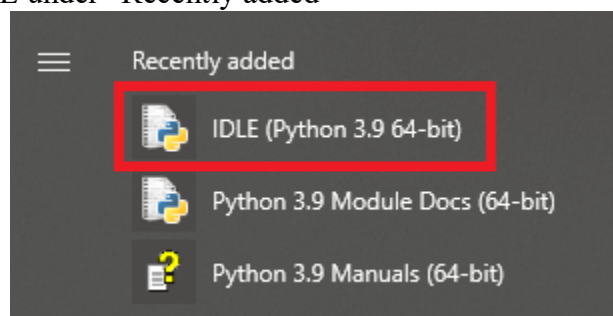 under "Recently added"
Recently added
IDLE (Python 3.9 64-bit)
Python 3.9 Module Docs (64-bit)
Python 3.9 Manuals (64-bit)